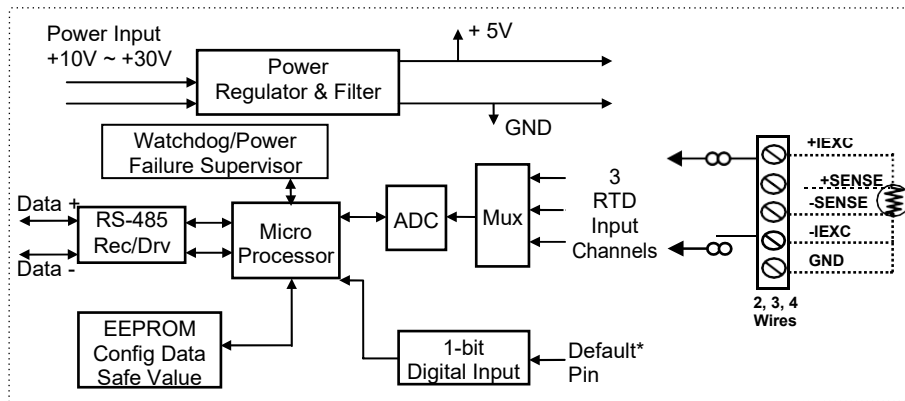 Power Input
+10V ~ +30V
Power
Regulator & Filter
+ 5V
GND
Watchdog/Power
Failure Supervisor
Data +
Data -
RS-485
Rec/Drv
Micro
Processor
ADC
Mux
3
RTD
Input
Channels
+IEXC
+SENSE
-SENSE
-IEXC
GND
2, 3, 4
Wires
EEPROM
Config Data
Safe Value
1-bit
Digital Input
Default*
Pin